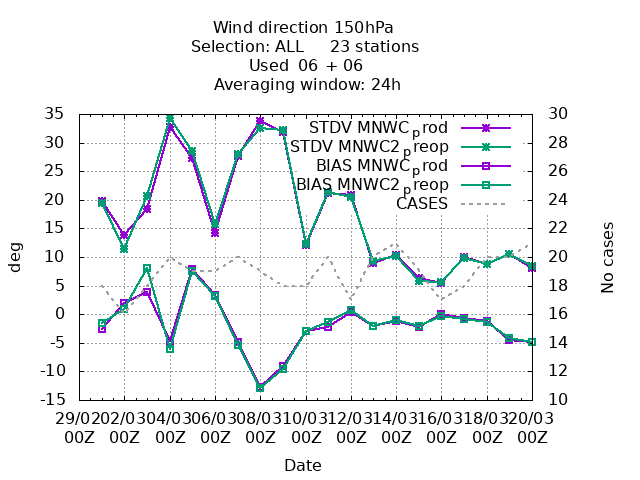 Wind direction 150hPa
Selection: ALL 23 stations
Used 06 + 06
Averaging window: 24h
35
30
25
20
15
10
5
0
-5
-10
-15
deg
30
28
26
24
22
20
18
16
14
12
10
No cases
STDV MNWCprod
STDV MNWC2preop
BIAS MNWCprod
BIAS MNWC2preop
CASES
29/02 02/03 04/03 06/03 08/03 10/03 12/03 14/03 16/03 18/03 20/03
00Z 00Z 00Z 00Z 00Z 00Z 00Z 00Z 00Z 00Z 00Z
Date